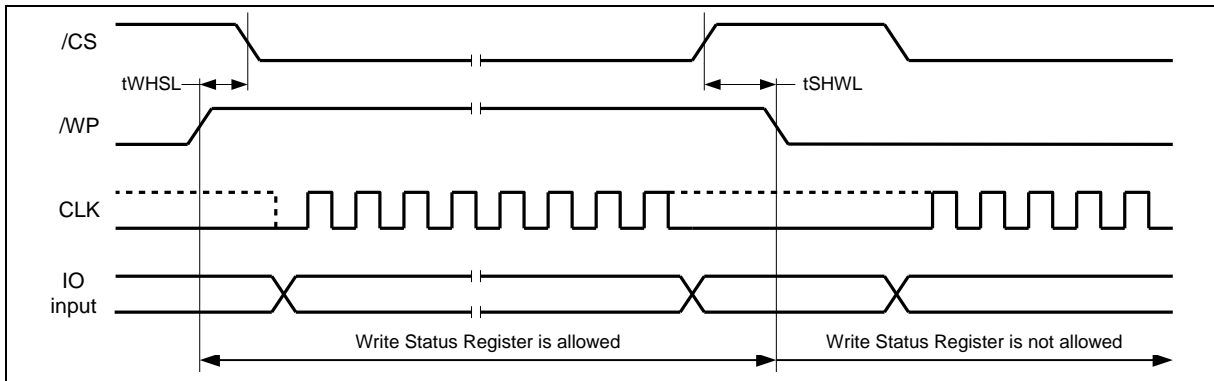 /CS
tWHSL
tSHWL
/WP
CLK
IO
input
Write Status Register is allowed
Write Status Register is not allowed